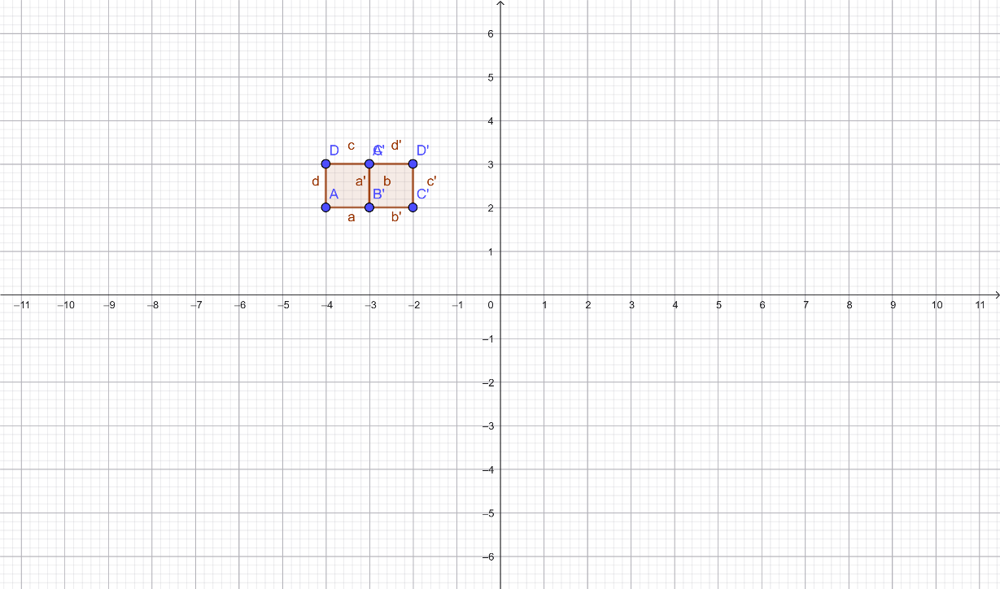 6
5
4
D c A' C d' D'
3
d a' b c'
A B' C'
2
a b'
1
–11 –10 –9 –8 –7 –6 –5 –4 –3 –2 –1 0 1 2 3 4 5 6 7 8 9 10 11
–1
–2
–3
–4
–5
–6